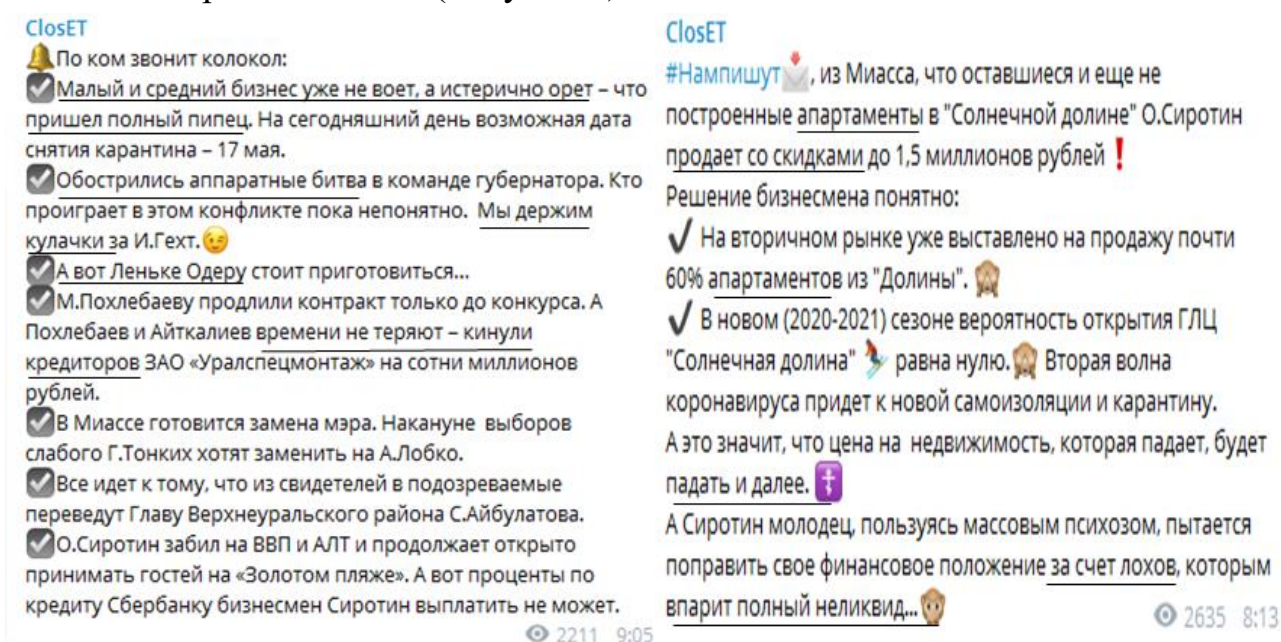 ClosET
🔔По ком звонит колокол:
☑Малый и средний бизнес уже не воет, а истерично орет – что
пришел полный пипец. На сегодняшний день возможная дата
снятия карантина – 17 мая.
☑Обострились аппаратные битва в команде губернатора. Кто
проиграет в этом конфликте пока непонятно. Мы держим
кулачки за И.Гехт.😉
☑А вот Леньке Одеру стоит приготовиться...
☑М.Похлебаеву продлили контракт только до конкурса. А
Похлебаев и Айткалиев времени не теряют – кинули
кредиторов ЗАО «Уралспецмонтаж» на сотни миллионов
рублей.
☑В Миассе готовится замена мэра. Накануне выборов
слабого Г.Тонких хотят заменить на А.Лобко.
☑Все идет к тому, что из свидетелей в подозреваемые
переведут Главу Верхнеуральского района С.Айбулатова.
☑О.Сиротин забил на ВВП и АЛТ и продолжает открыто
принимать гостей на «Золотом пляже». А вот проценты по
кредиту Сбербанку бизнесмен Сиротин выплатить не может.
2211 9:05
ClosET
#Нампишут📩, из Миасса, что оставшиеся и еще не
построенные апартаменты в "Солнечной долине" О.Сиротин
продает со скидками до 1,5 миллионов рублей❗
Решение бизнесмена понятно:
✔ На вторичном рынке уже выставлено на продажу почти
60% апартаментов из "Долины". 🙈
✔ В новом (2020-2021) сезоне вероятность открытия ГЛЦ
"Солнечная долина" ⛷ равна нулю.🙈 Вторая волна
коронавируса придет к новой самоизоляции и карантину.
А это значит, что цена на недвижимость, которая падает, будет
падать и далее. ☦
А Сиротин молодец, пользуясь массовым психозом, пытается
поправить свое финансовое положение за счет лохов, которым
впарит полный неликвид...🙊
2635 8:13